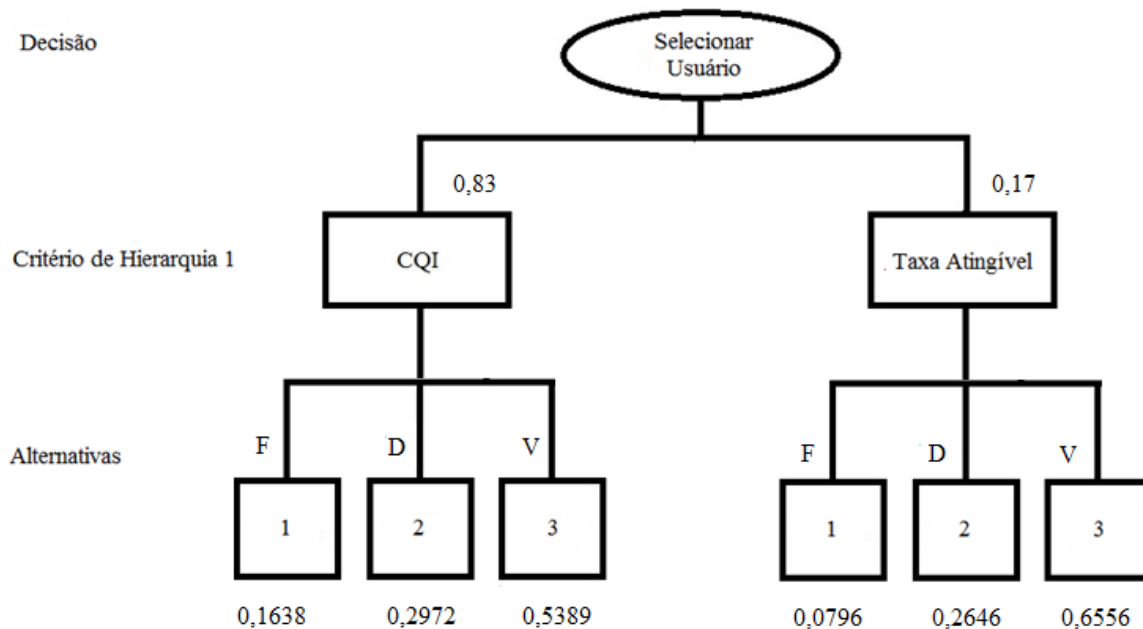 Decisão
Selecionar
Usuário
0,83
0,17
Critério de Hierarquia 1
CQI
Taxa Atingível
Alternativas
F
D
V
F
D
V
1
2
3
1
2
3
0,1638
0,2972
0,5389
0,0796
0,2646
0,6556